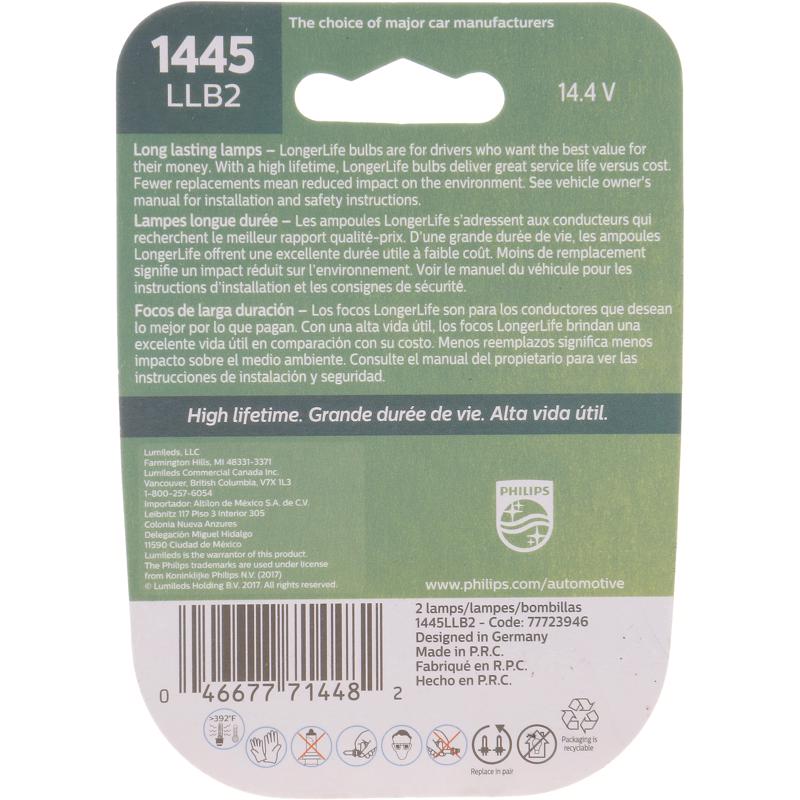 The choice of major car manufacturers
1445
LLB2
14.4 V
Long lasting lamps – LongerLife bulbs are for drivers who want the best value for
their money. With a high lifetime, LongerLife bulbs deliver great service life versus cost.
Fewer replacements mean reduced impact on the environment. See vehicle owner's
manual for installation and safety instructions.
Lampes longue durée – Les ampoules LongerLife s'adressent aux conducteurs qui
recherchent le meilleur rapport qualité-prix. D'une grande durée de vie, les ampoules
LongerLife offrent une excellente durée utile à faible coût. Moins de remplacement
signifie un impact réduit sur l'environnement. Voir le manuel du véhicule pour les
instructions d'installation et les consignes de sécurité.
Focos de larga duración – Los focos LongerLife son para los conductores que desean
lo mejor por lo que pagan. Con una alta vida útil, los focos LongerLife brindan una
excelente vida útil en comparación con su costo. Menos reemplazos significa menos
impacto sobre el medio ambiente. Consulte el manual del propietario para ver las
instrucciones de instalación y seguridad.
High lifetime. Grande durée de vie. Alta vida útil.
Lumileds, LLC
Farmington Hills, MI 48331-3371
Lumileds Commercial Canada Inc.
Vancouver, British Columbia, V7X 1L3
1-800-257-6054
Importador: Altilon de México S.A. de C.V.
Leibnitz 117 Piso 3 Interior 305
Colonia Nueva Anzures
Delegación Miguel Hidalgo
11590 Ciudad de México
Lumileds is the warrantor of this product.
The Philips trademarks are used under license
from Koninklijke Philips N.V. (2017)
© Lumileds Holding B.V. 2017. All rights reserved.
PHILIPS
www.philips.com/automotive
2 lamps/lampes/bombillas
1445LLB2 - Code: 77723946
Designed in Germany
Made in P.R.C.
Fabriqué en R.P.C.
Hecho en P.R.C.
0 46677 71448 2
>392°F
Replace in pair
Packaging is
recyclable